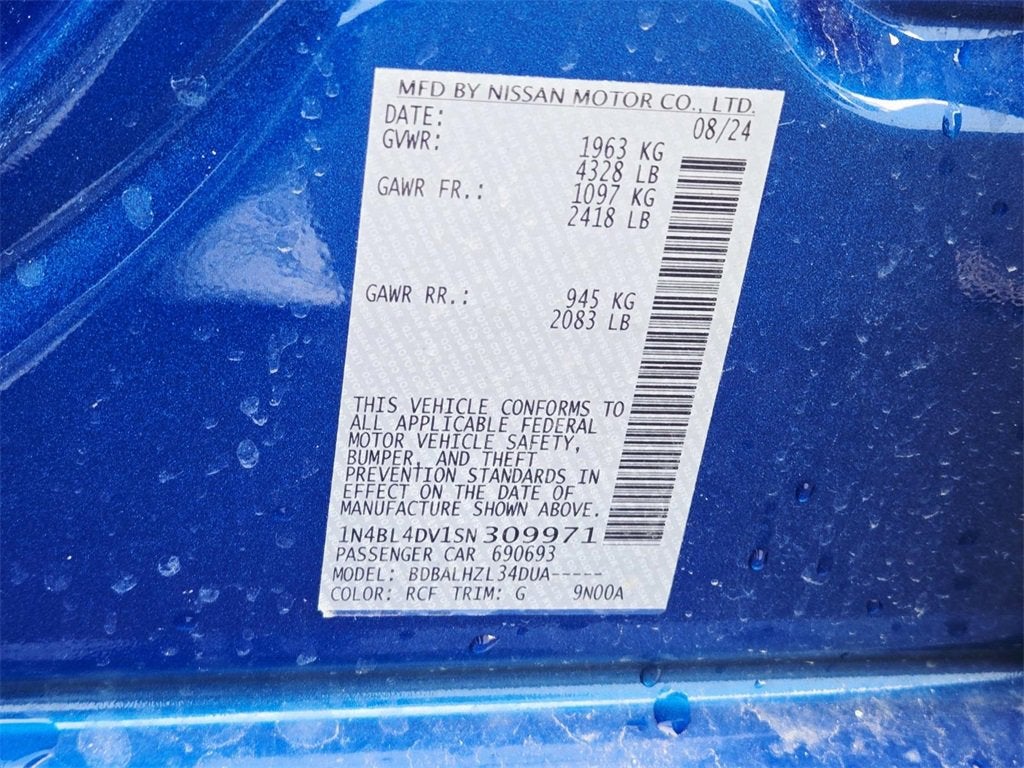 MFD BY NISSAN MOTOR CO., LTD.
DATE: 08/24
GVWR: 1963 KG
4328 LB
GAWR FR.: 1097 KG
2418 LB
GAWR RR.: 945 KG
2083 LB
THIS VEHICLE CONFORMS TO
ALL APPLICABLE FEDERAL
MOTOR VEHICLE SAFETY,
BUMPER, AND THEFT
PREVENTION STANDARDS IN
EFFECT ON THE DATE OF
MANUFACTURE SHOWN ABOVE.
1N4BL4DV1SN309971
PASSENGER CAR 690693
MODEL: BDBALHZL34DUA-----
COLOR: RCF TRIM: G 9N00A